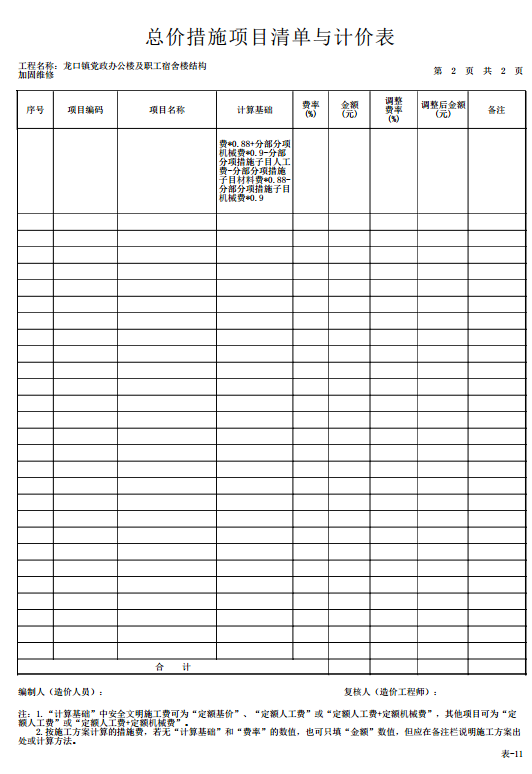 总价措施项目清单与计价表
工程名称：龙口镇党政办公楼及职工宿舍楼结构
加固维修
第 2 页 共 2 页
序号 项目编码 项目名称 计算基础 费率(%) 金额(元) 调整费率(%) 调整后金额(元) 备注
费*0.88+分部分项
机械费*0.9-分部
分项措施子目人工
费-分部分项措施
子目材料费*0.88-
分部分项措施子目
机械费*0.9
合 计
编制人（造价人员）： 复核人（造价工程师）：
注：1.“计算基础”中安全文明施工费可为“定额基价”、“定额人工费”或“定额人工费+定额机械费”，其他项目可为“定
额人工费”或“定额人工费+定额机械费”。
2.按施工方案计算的措施费，若无“计算基础”和“费率”的数值，也可只填“金额”数值，但应在备注栏说明施工方案出
处或计算方法。
表-11